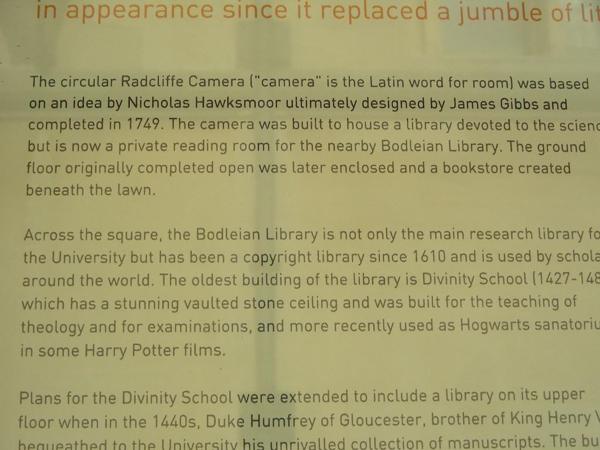 in appearance since it replaced a jumble of
The circular Radcliffe Camera ("camera" is the Latin word for room) was based
on an idea by Nicholas Hawksmoor ultimately designed by James Gibbs and
completed in 1749. The camera was built to house a library devoted to the
but is now a private reading room for the nearby Bodleian Library. The ground
floor originally completed open was later enclosed and a bookstore created
beneath the lawn.
Across the square, the Bodleian Library is not only the main research library
the University but has been a copyright library since 1610 and is used by
around the world. The oldest building of the library is Divinity School (1427-148
which has a stunning vaulted stone ceiling and was built for the teaching of
theology and for examinations, and more recently used as Hogwarts
in some Harry Potter films.
Plans for the Divinity School were extended to include a library on its upper
floor when in the 1440s, Duke Humfrey of Gloucester, brother of King Henry
bequeathed to the University his unrivalled collection of manuscripts. The